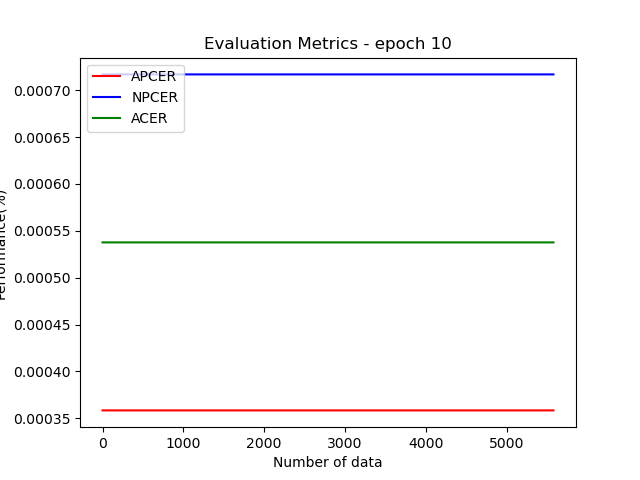 Evaluation Metrics - epoch 10
APCER
NPCER
ACER
0.00070
0.00065
0.00060
0.00055
0.00050
0.00045
0.00040
0.00035
Performance(%)
0
1000
2000
3000
4000
5000
Number of data